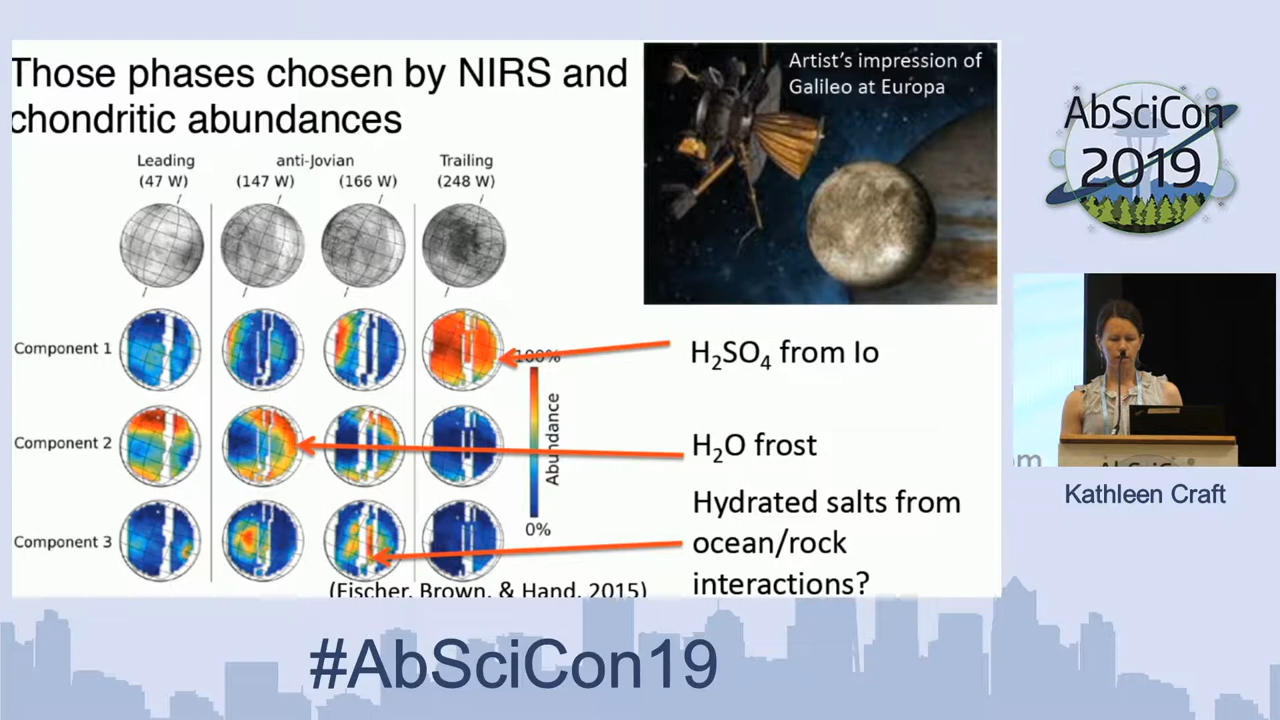 Those phases chosen by NIRS and
chondritic abundances
Artist's impression of
Galileo at Europa
Leading
(47 W)
anti-Jovian
(147 W)
(166 W)
Trailing
(248 W)
Component 1
Component 2
Component 3
100%
Abundance
0%
H₂SO₄ from Io
H₂O frost
Hydrated salts from
ocean/rock
interactions?
(Fischer, Brown, & Hand, 2015)
AbSciCon
2019
om
AbSciCon
Kathleen Craft
#AbSciCon19